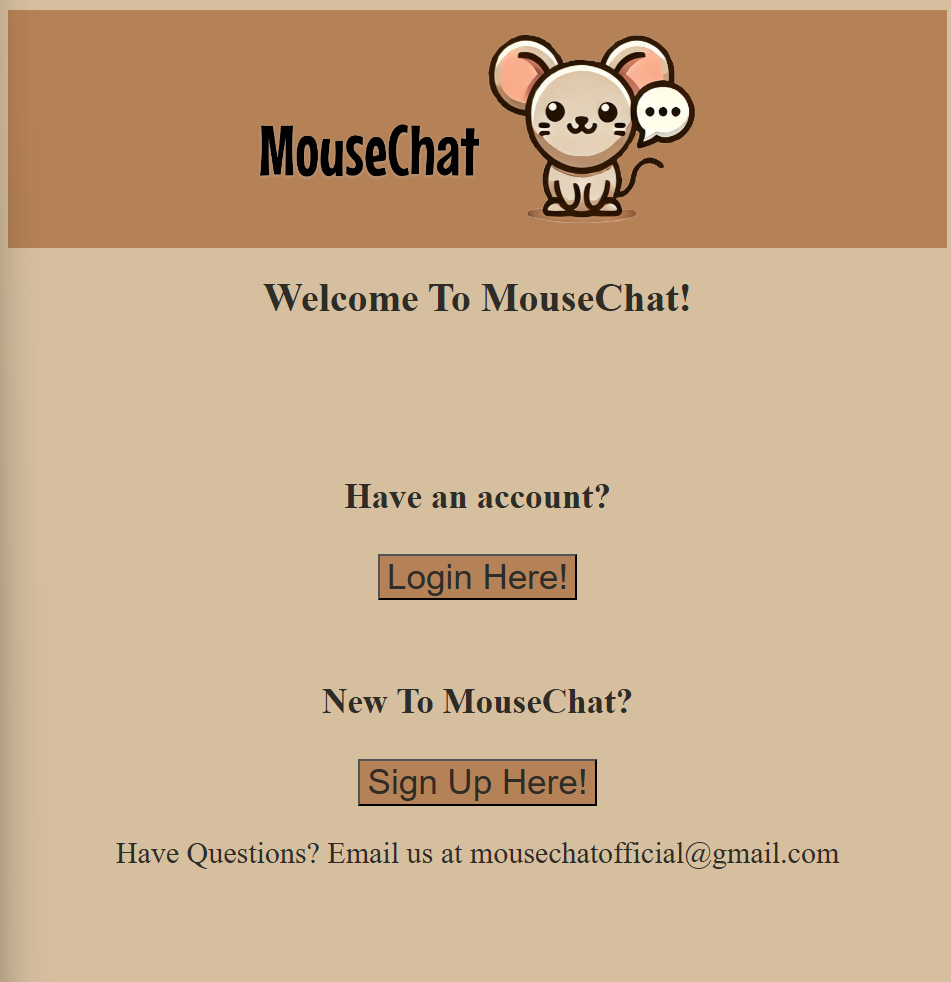 MouseChat
Welcome To MouseChat!
Have an account?
Login Here!
New To MouseChat?
Sign Up Here!
Have Questions? Email us at mousechatofficial@gmail.com